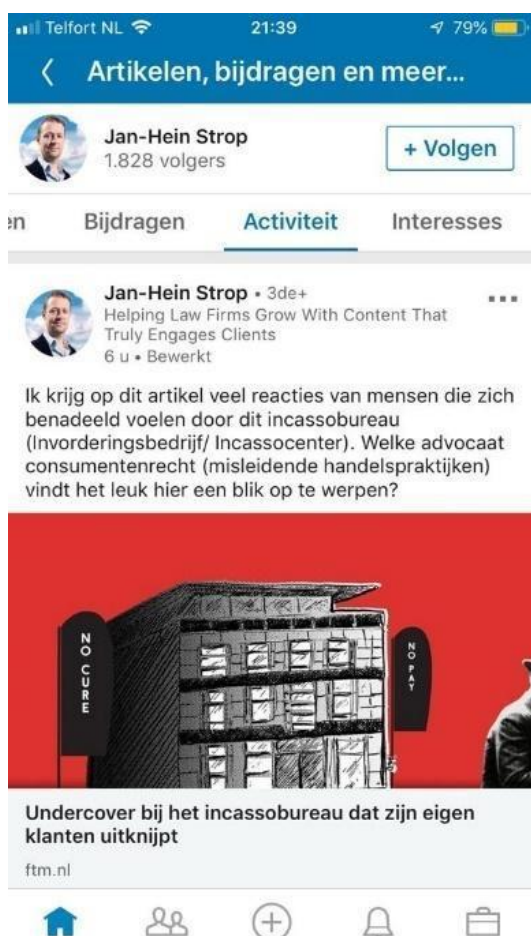 Telfort NL 21:39 79%
Artikelen, bijdragen en meer...
Jan-Hein Strop
1.828 volgers
+ Volgen
en Bijdragen Activiteit Interesses
Jan-Hein Strop • 3de+
Helping Law Firms Grow With Content That
Truly Engages Clients
6 u • Bewerkt
Ik krijg op dit artikel veel reacties van mensen die zich
benadeeld voelen door dit incassobureau
(Invorderingsbedrijf/ Incassocenter). Welke advocaat
consumentenrecht (misleidende handelspraktijken)
vindt het leuk hier een blik op te werpen?
NO CURE
NO PAY
Undercover bij het incassobureau dat zijn eigen
klanten uitknijpt
ftm.nl